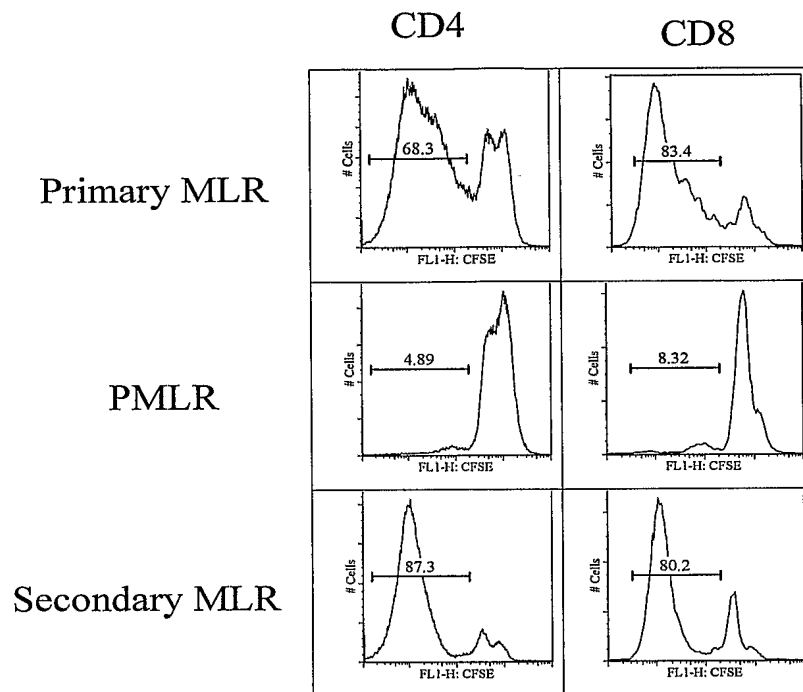 CD4
CD8
Primary MLR
# Cells
68.3
FL1-H: CFSE
# Cells
83.4
FL1-H: CFSE
PMLR
# Cells
4.89
FL1-H: CFSE
# Cells
8.32
FL1-H: CFSE
Secondary MLR
# Cells
87.3
FL1-H: CFSE
# Cells
80.2
FL1-H: CFSE